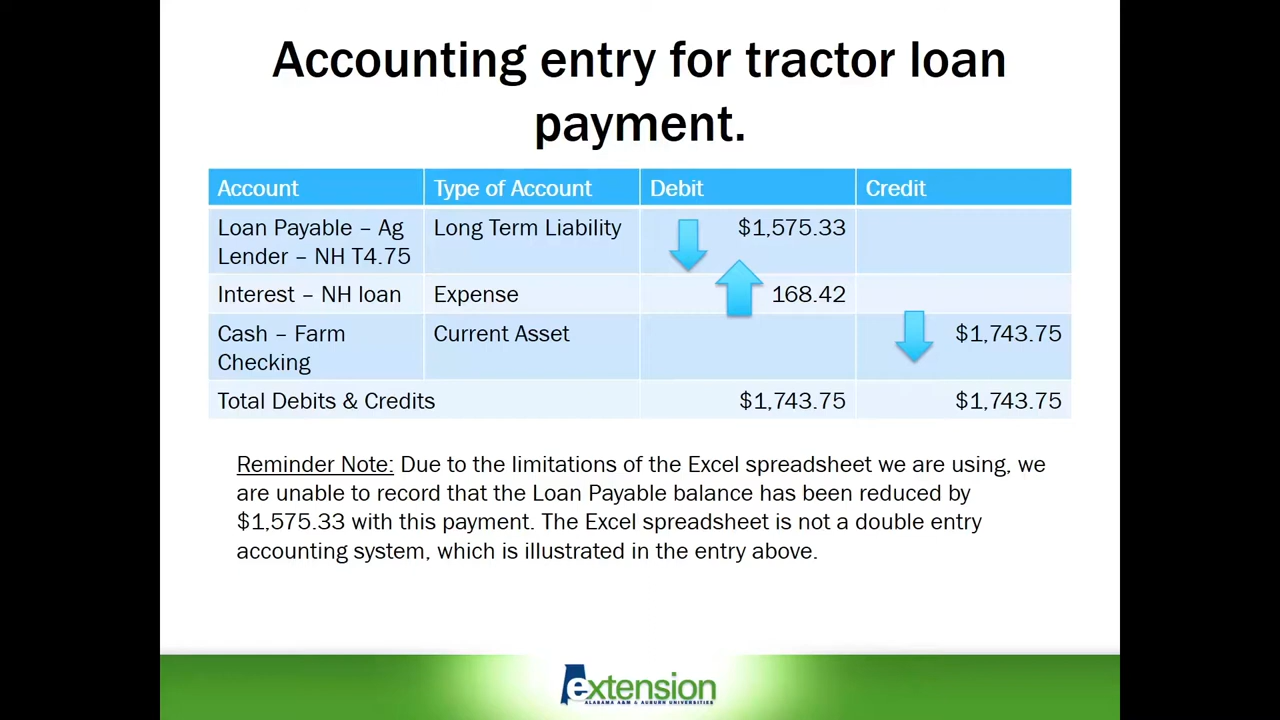 Accounting entry for tractor loan
payment.
Account Type of Account Debit Credit
Loan Payable – Ag Long Term Liability $1,575.33
Lender – NH T4.75
Interest – NH loan Expense 168.42
Cash – Farm Current Asset $1,743.75
Checking
Total Debits & Credits $1,743.75 $1,743.75
Reminder Note: Due to the limitations of the Excel spreadsheet we are using, we
are unable to record that the Loan Payable balance has been reduced by
$1,575.33 with this payment. The Excel spreadsheet is not a double entry
accounting system, which is illustrated in the entry above.
extension
ALABAMA A&M & AUBURN UNIVERSITIES